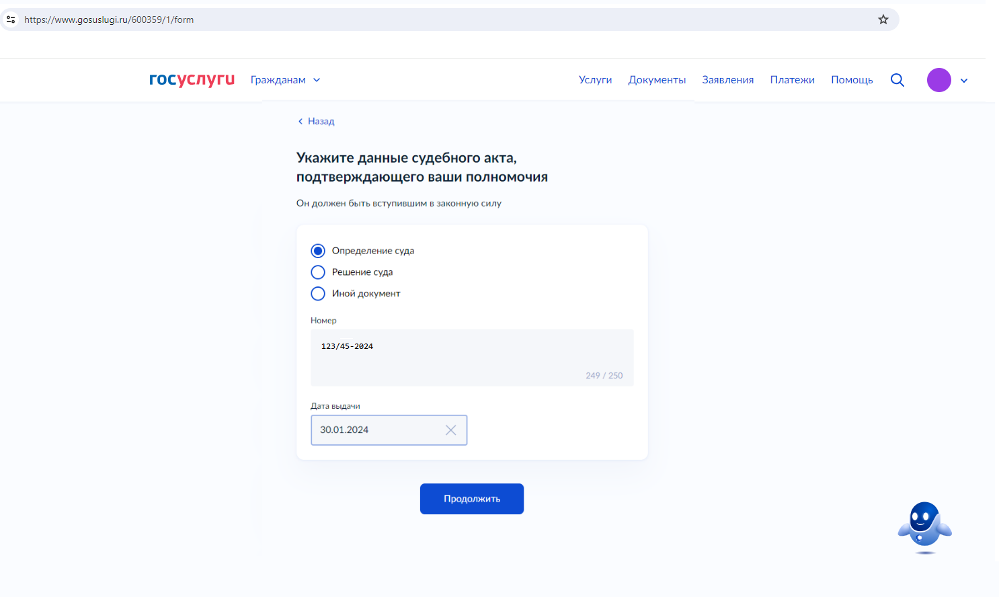 https://www.gosuslugi.ru/600359/1/form
госуслуги Гражданам Услуги Документы Заявления Платежи Помощь
Назад
Укажите данные судебного акта,
подтверждающего ваши полномочия
Он должен быть вступившим в законную силу
Определение суда
Решение суда
Иной документ
Номер
123/45-2024
249 / 250
Дата выдачи
30.01.2024
Продолжить